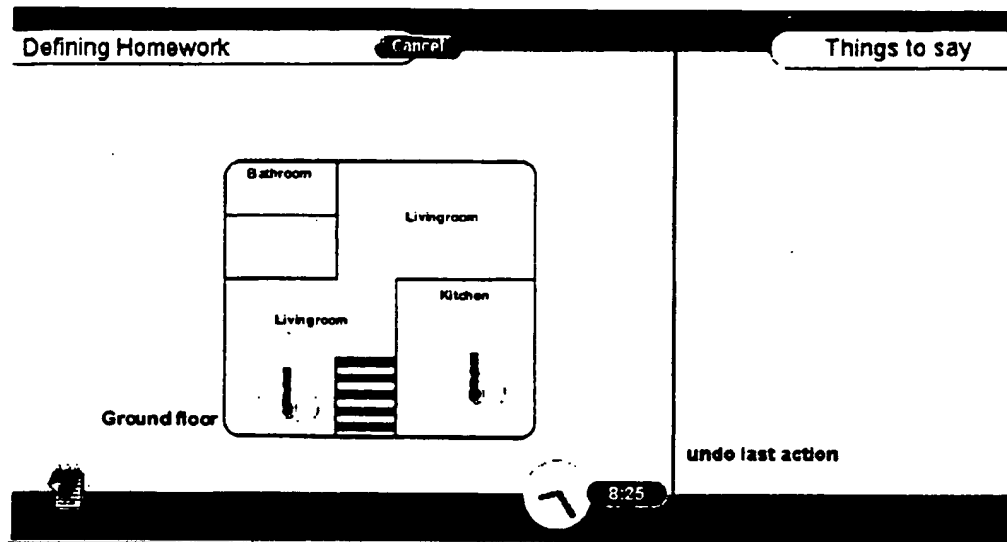 Defining Homework
Cancel
Things to say
Bathroom
Livingroom
Kitchen
Livingroom
Ground floor
undo last action
8:25